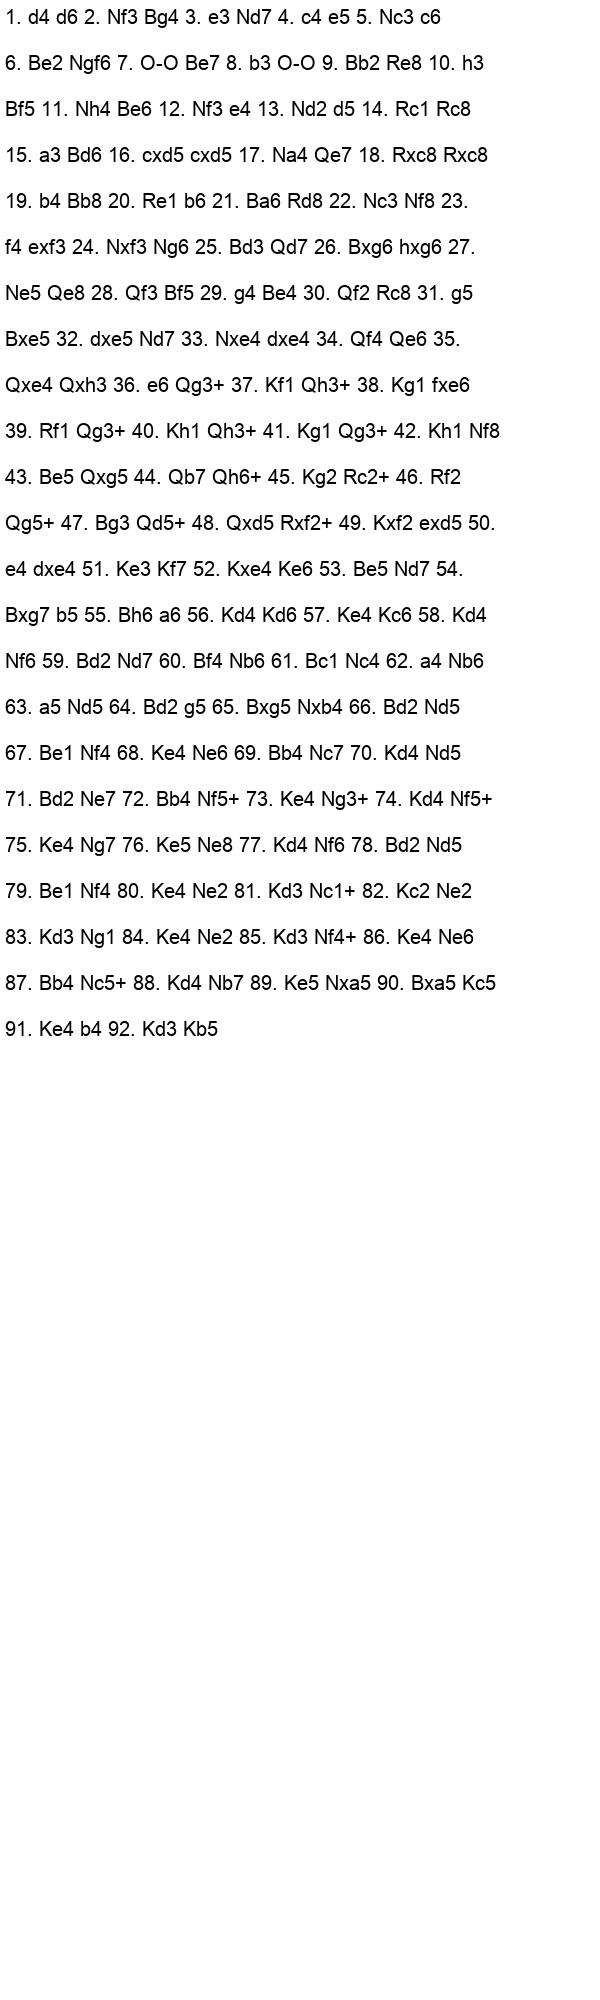 1. d4 d6 2. Nf3 Bg4 3. e3 Nd7 4. c4 e5 5. Nc3 c6
6. Be2 Ngf6 7. O-O Be7 8. b3 O-O 9. Bb2 Re8 10. h3
Bf5 11. Nh4 Be6 12. Nf3 e4 13. Nd2 d5 14. Rc1 Rc8
15. a3 Bd6 16. cxd5 cxd5 17. Na4 Qe7 18. Rxc8 Rxc8
19. b4 Bb8 20. Re1 b6 21. Ba6 Rd8 22. Nc3 Nf8 23.
f4 exf3 24. Nxf3 Ng6 25. Bd3 Qd7 26. Bxg6 hxg6 27.
Ne5 Qe8 28. Qf3 Bf5 29. g4 Be4 30. Qf2 Rc8 31. g5
Bxe5 32. dxe5 Nd7 33. Nxe4 dxe4 34. Qf4 Qe6 35.
Qxe4 Qxh3 36. e6 Qg3+ 37. Kf1 Qh3+ 38. Kg1 fxe6
39. Rf1 Qg3+ 40. Kh1 Qh3+ 41. Kg1 Qg3+ 42. Kh1 Nf8
43. Be5 Qxg5 44. Qb7 Qh6+ 45. Kg2 Rc2+ 46. Rf2
Qg5+ 47. Bg3 Qd5+ 48. Qxd5 Rxf2+ 49. Kxf2 exd5 50.
e4 dxe4 51. Ke3 Kf7 52. Kxe4 Ke6 53. Be5 Nd7 54.
Bxg7 b5 55. Bh6 a6 56. Kd4 Kd6 57. Ke4 Kc6 58. Kd4
Nf6 59. Bd2 Nd7 60. Bf4 Nb6 61. Bc1 Nc4 62. a4 Nb6
63. a5 Nd5 64. Bd2 g5 65. Bxg5 Nxb4 66. Bd2 Nd5
67. Be1 Nf4 68. Ke4 Ne6 69. Bb4 Nc7 70. Kd4 Nd5
71. Bd2 Ne7 72. Bb4 Nf5+ 73. Ke4 Ng3+ 74. Kd4 Nf5+
75. Ke4 Ng7 76. Ke5 Ne8 77. Kd4 Nf6 78. Bd2 Nd5
79. Be1 Nf4 80. Ke4 Ne2 81. Kd3 Nc1+ 82. Kc2 Ne2
83. Kd3 Ng1 84. Ke4 Ne2 85. Kd3 Nf4+ 86. Ke4 Ne6
87. Bb4 Nc5+ 88. Kd4 Nb7 89. Ke5 Nxa5 90. Bxa5 Kc5
91. Ke4 b4 92. Kd3 Kb5